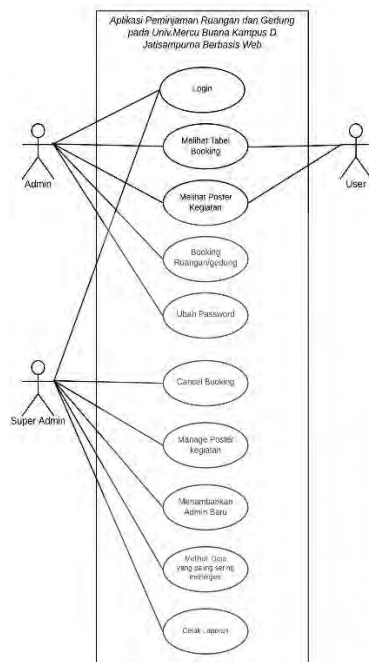 Aplikasi Peminjaman Ruangan dan Gedung
pada Univ.Mercu Buana Kampus D
Jatisampurna Berbasis Web
Login
Melihat Tabel
Booking
Admin
User
Melihat Poster
Kegiatan
Booking
Ruangan/gedung
Ubah Password
Super Admin
Cancel Booking
Manage Poster
kegiatan
Menambahkan
Admin Baru
Melihat Data
yang paling sering
meminjam
Cetak Laporan